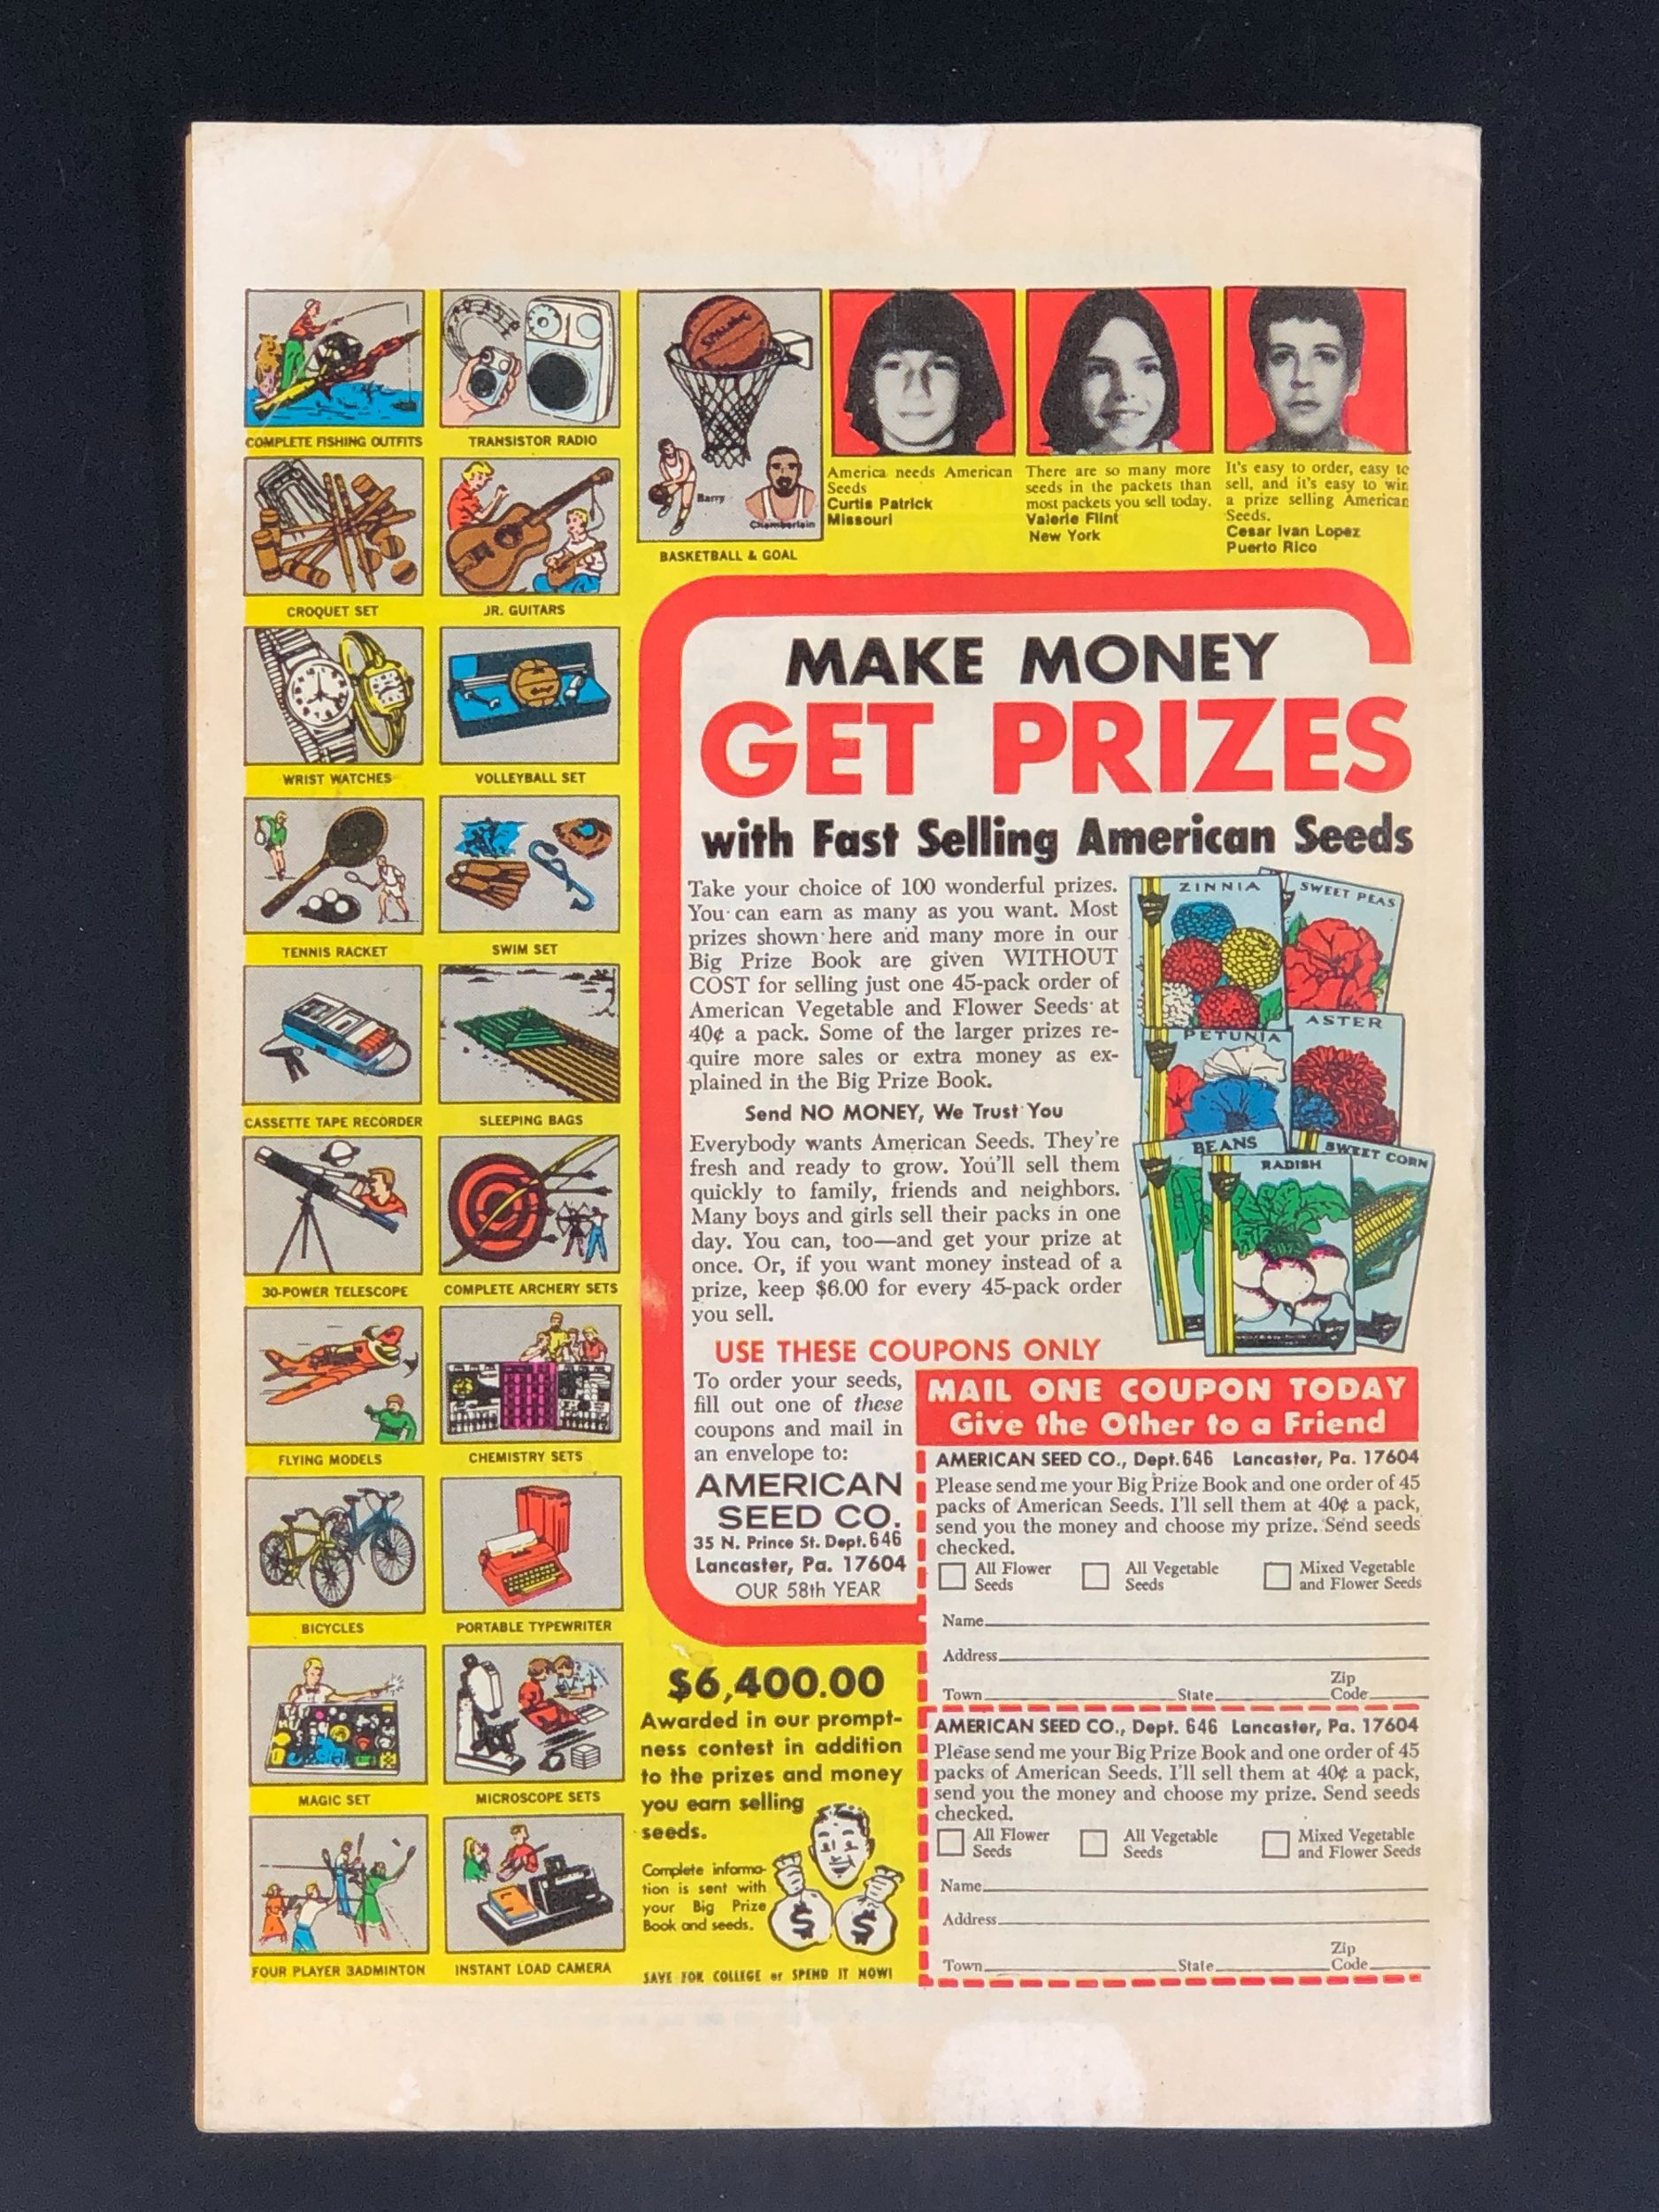 COMPLETE FISHING OUTFITS
TRANSISTOR RADIO
SPALDING
Barry
Chamberlain
BASKETBALL & GOAL
America needs American
Seeds
Curtis Patrick
Missouri
There are so many more
seeds in the packets than
most packets you sell today.
Valerie Flint
New York
It's easy to order, easy to
sell, and it's easy to win
a prize selling American
Seeds.
Cesar Ivan Lopez
Puerto Rico
CROQUET SET
JR. GUITARS
WRIST WATCHES
VOLLEYBALL SET
TENNIS RACKET
SWIM SET
CASSETTE TAPE RECORDER
SLEEPING BAGS
30-POWER TELESCOPE
COMPLETE ARCHERY SETS
FLYING MODELS
CHEMISTRY SETS
BICYCLES
PORTABLE TYPEWRITER
MAGIC SET
MICROSCOPE SETS
FOUR PLAYER BADMINTON
INSTANT LOAD CAMERA
MAKE MONEY
GET PRIZES
with Fast Selling American Seeds
Take your choice of 100 wonderful prizes.
You can earn as many as you want. Most
prizes shown here and many more in our
Big Prize Book are given WITHOUT
COST for selling just one 45-pack order of
American Vegetable and Flower Seeds at
40¢ a pack. Some of the larger prizes re-
quire more sales or extra money as ex-
plained in the Big Prize Book.
Send NO MONEY, We Trust You
Everybody wants American Seeds. They're
fresh and ready to grow. You'll sell them
quickly to family, friends and neighbors.
Many boys and girls sell their packs in one
day. You can, too—and get your prize at
once. Or, if you want money instead of a
prize, keep $6.00 for every 45-pack order
you sell.
ZINNIA
SWEET PEAS
PETUNIA
ASTER
BEANS
RADISH
SWEET CORN
USE THESE COUPONS ONLY
To order your seeds,
fill out one of these
coupons and mail in
an envelope to:
AMERICAN
SEED CO.
35 N. Prince St. Dept. 646
Lancaster, Pa. 17604
OUR 58th YEAR
MAIL ONE COUPON TODAY
Give the Other to a Friend
AMERICAN SEED CO., Dept. 646 Lancaster, Pa. 17604
Please send me your Big Prize Book and one order of 45
packs of American Seeds. I'll sell them at 40¢ a pack,
send you the money and choose my prize. Send seeds
checked.
All Flower
Seeds
All Vegetable
Seeds
Mixed Vegetable
and Flower Seeds
Name
Address
Town State Zip
Code
AMERICAN SEED CO., Dept. 646 Lancaster, Pa. 17604
Please send me your Big Prize Book and one order of 45
packs of American Seeds. I'll sell them at 40¢ a pack,
send you the money and choose my prize. Send seeds
checked.
All Flower
Seeds
All Vegetable
Seeds
Mixed Vegetable
and Flower Seeds
Name
Address
Town State Zip
Code
$6,400.00
Awarded in our prompt-
ness contest in addition
to the prizes and money
you earn selling
seeds.
Complete informa-
tion is sent with
your Big Prize
Book and seeds.
$ $
SAVE FOR COLLEGE or SPEND IT NOW!